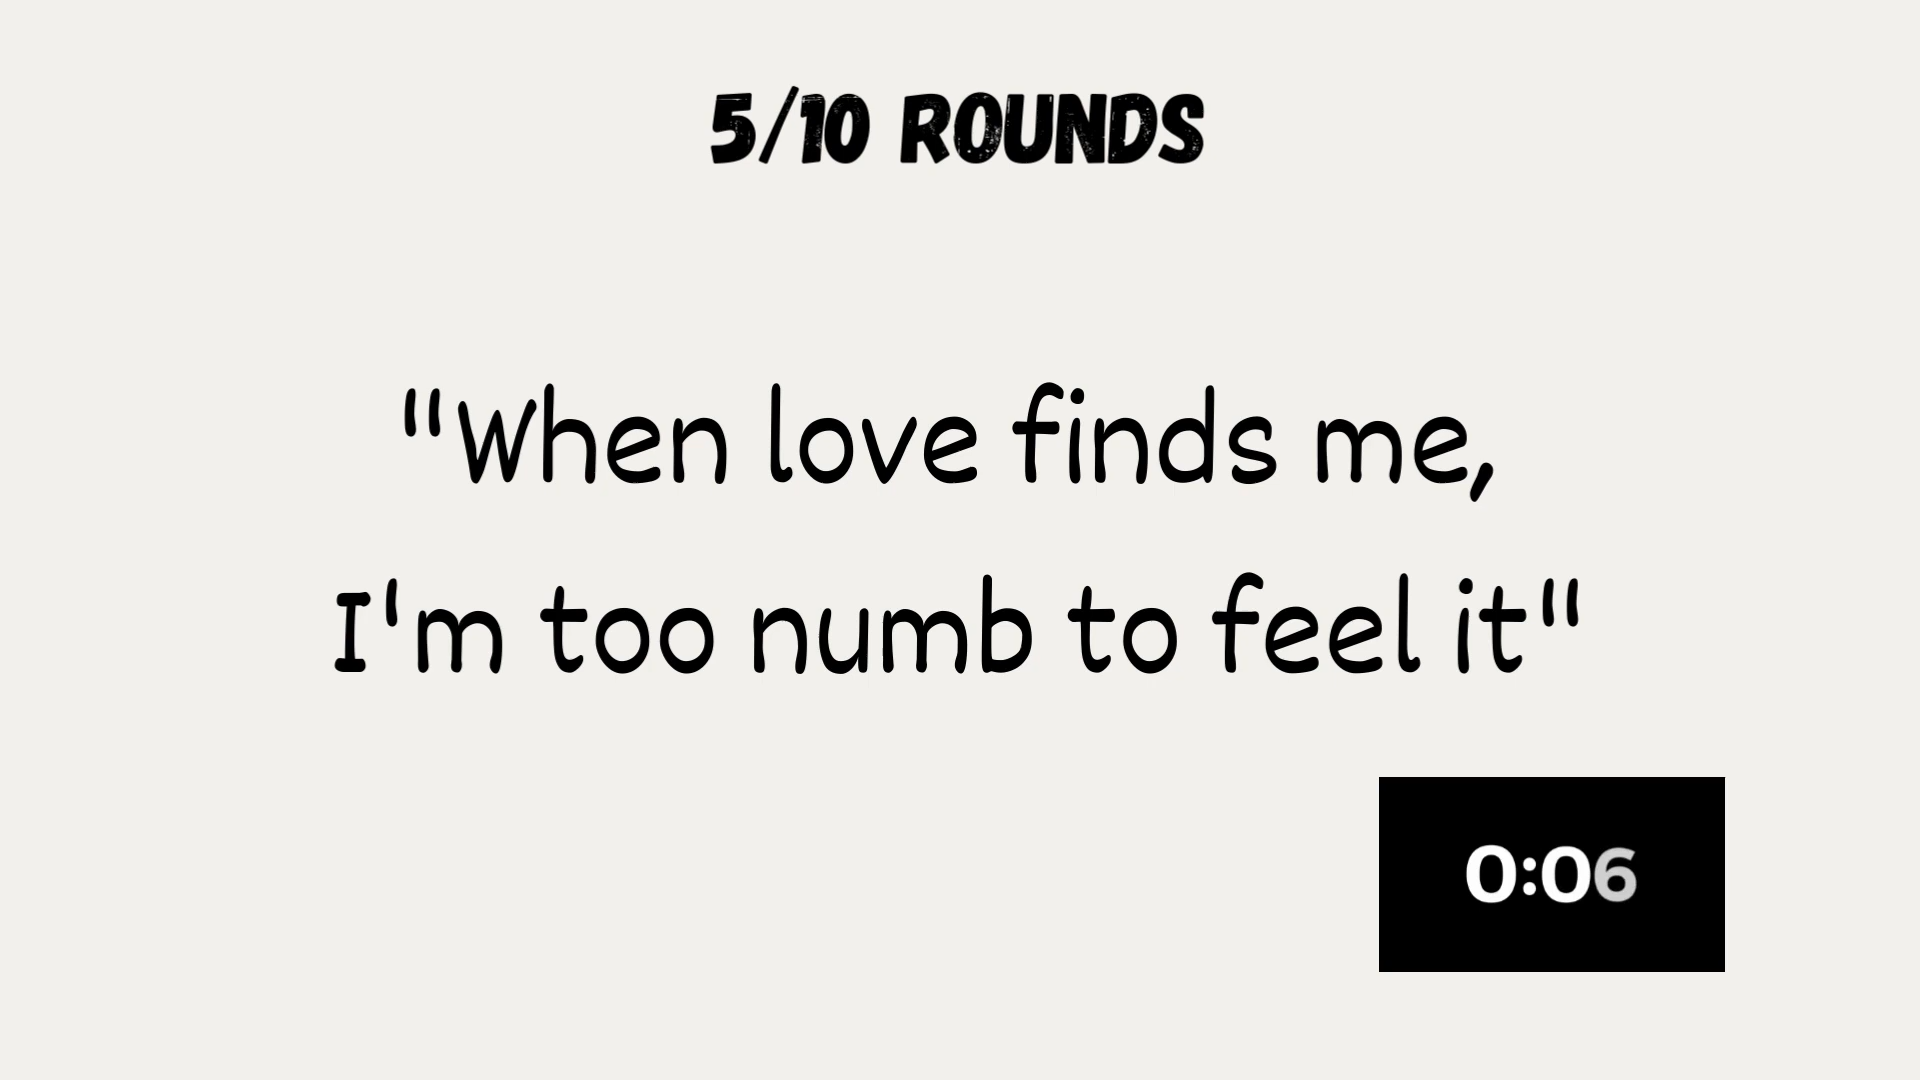 5/10 ROUNDS
"When love finds me,
I'm too numb to feel it"
0:06